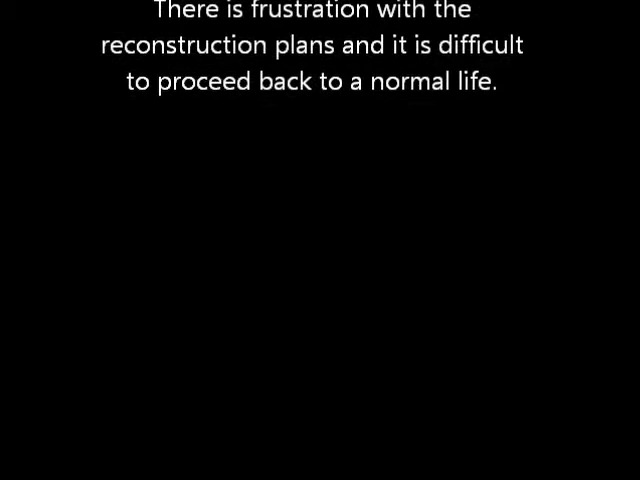 There is frustration with the
reconstruction plans and it is difficult
to proceed back to a normal life.